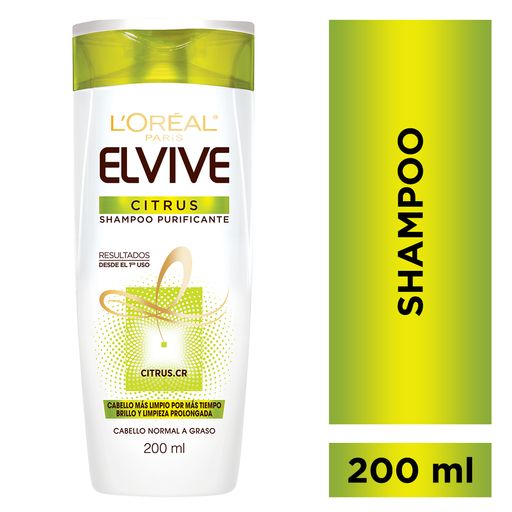 L'ORÉAL®
PARIS
ELVIVE
CITRUS
SHAMPOO PURIFICANTE
RESULTADOS
DESDE EL 1ER USO
CITRUS.CR
CABELLO MÁS LIMPIO POR MÁS TIEMPO
BRILLO Y LIMPIEZA PROLONGADA
CABELLO NORMAL A GRASO
200 ml
SHAMPOO
200 ml